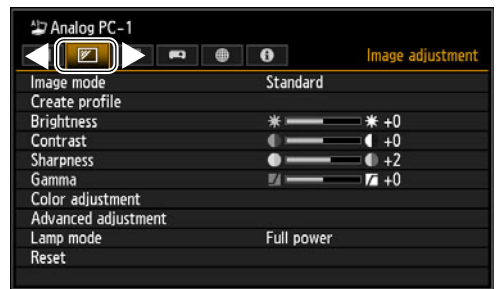 Analog PC-1
Image adjustment
Image mode Standard
Create profile
Brightness +0
Contrast +0
Sharpness +2
Gamma +0
Color adjustment
Advanced adjustment
Lamp mode Full power
Reset